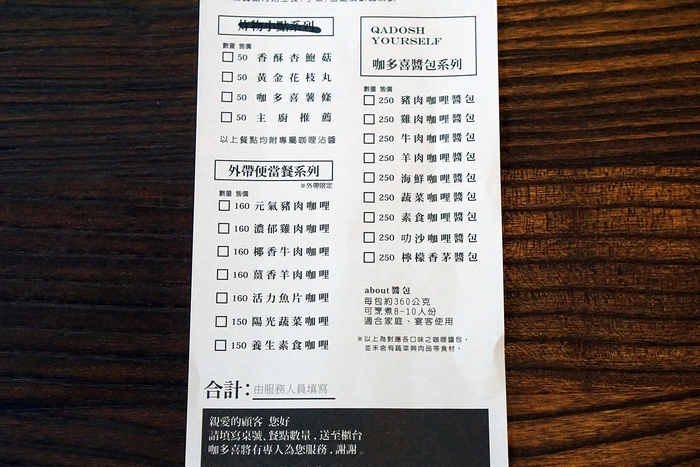 炸物小點系列
數量 售價
50 香酥杏鮑菇
50 黃金花枝丸
50 咖多喜薯條
50 主廚推薦
以上餐點均附專屬咖哩沾醬
外帶便當餐系列
※外帶限定
數量 售價
160 元氣豬肉咖哩
160 濃郁雞肉咖哩
160 椰香牛肉咖哩
160 薑香羊肉咖哩
160 活力魚片咖哩
150 陽光蔬菜咖哩
150 養生素食咖哩
QADOSH
YOURSELF
咖多喜醬包系列
數量 售價
250 豬肉咖哩醬包
250 雞肉咖哩醬包
250 牛肉咖哩醬包
250 羊肉咖哩醬包
250 海鮮咖哩醬包
250 蔬菜咖哩醬包
250 素食咖哩醬包
250 叻沙咖哩醬包
250 檸檬香茅醬包
about 醬包
每包約360公克
可烹煮8-10人份
適合家庭、宴客使用
※以上為對應各口味之咖哩醬包，
並未含有蔬菜與肉品等食材。
合計：由服務人員填寫
親愛的顧客 您好
請填寫桌號、餐點數量，送至櫃台
咖多喜將有專人為您服務，謝謝。